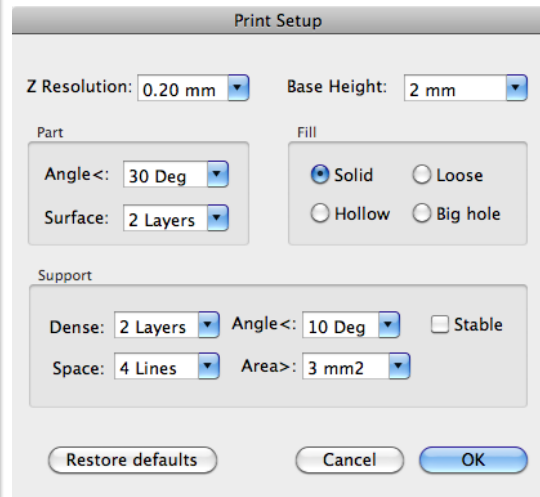 Print Setup
Z Resolution: 0.20 mm Base Height: 2 mm
Part
Angle<: 30 Deg
Surface: 2 Layers
Fill
Solid Loose
Hollow Big hole
Support
Dense: 2 Layers Angle<: 10 Deg Stable
Space: 4 Lines Area>: 3 mm2
Restore defaults Cancel OK